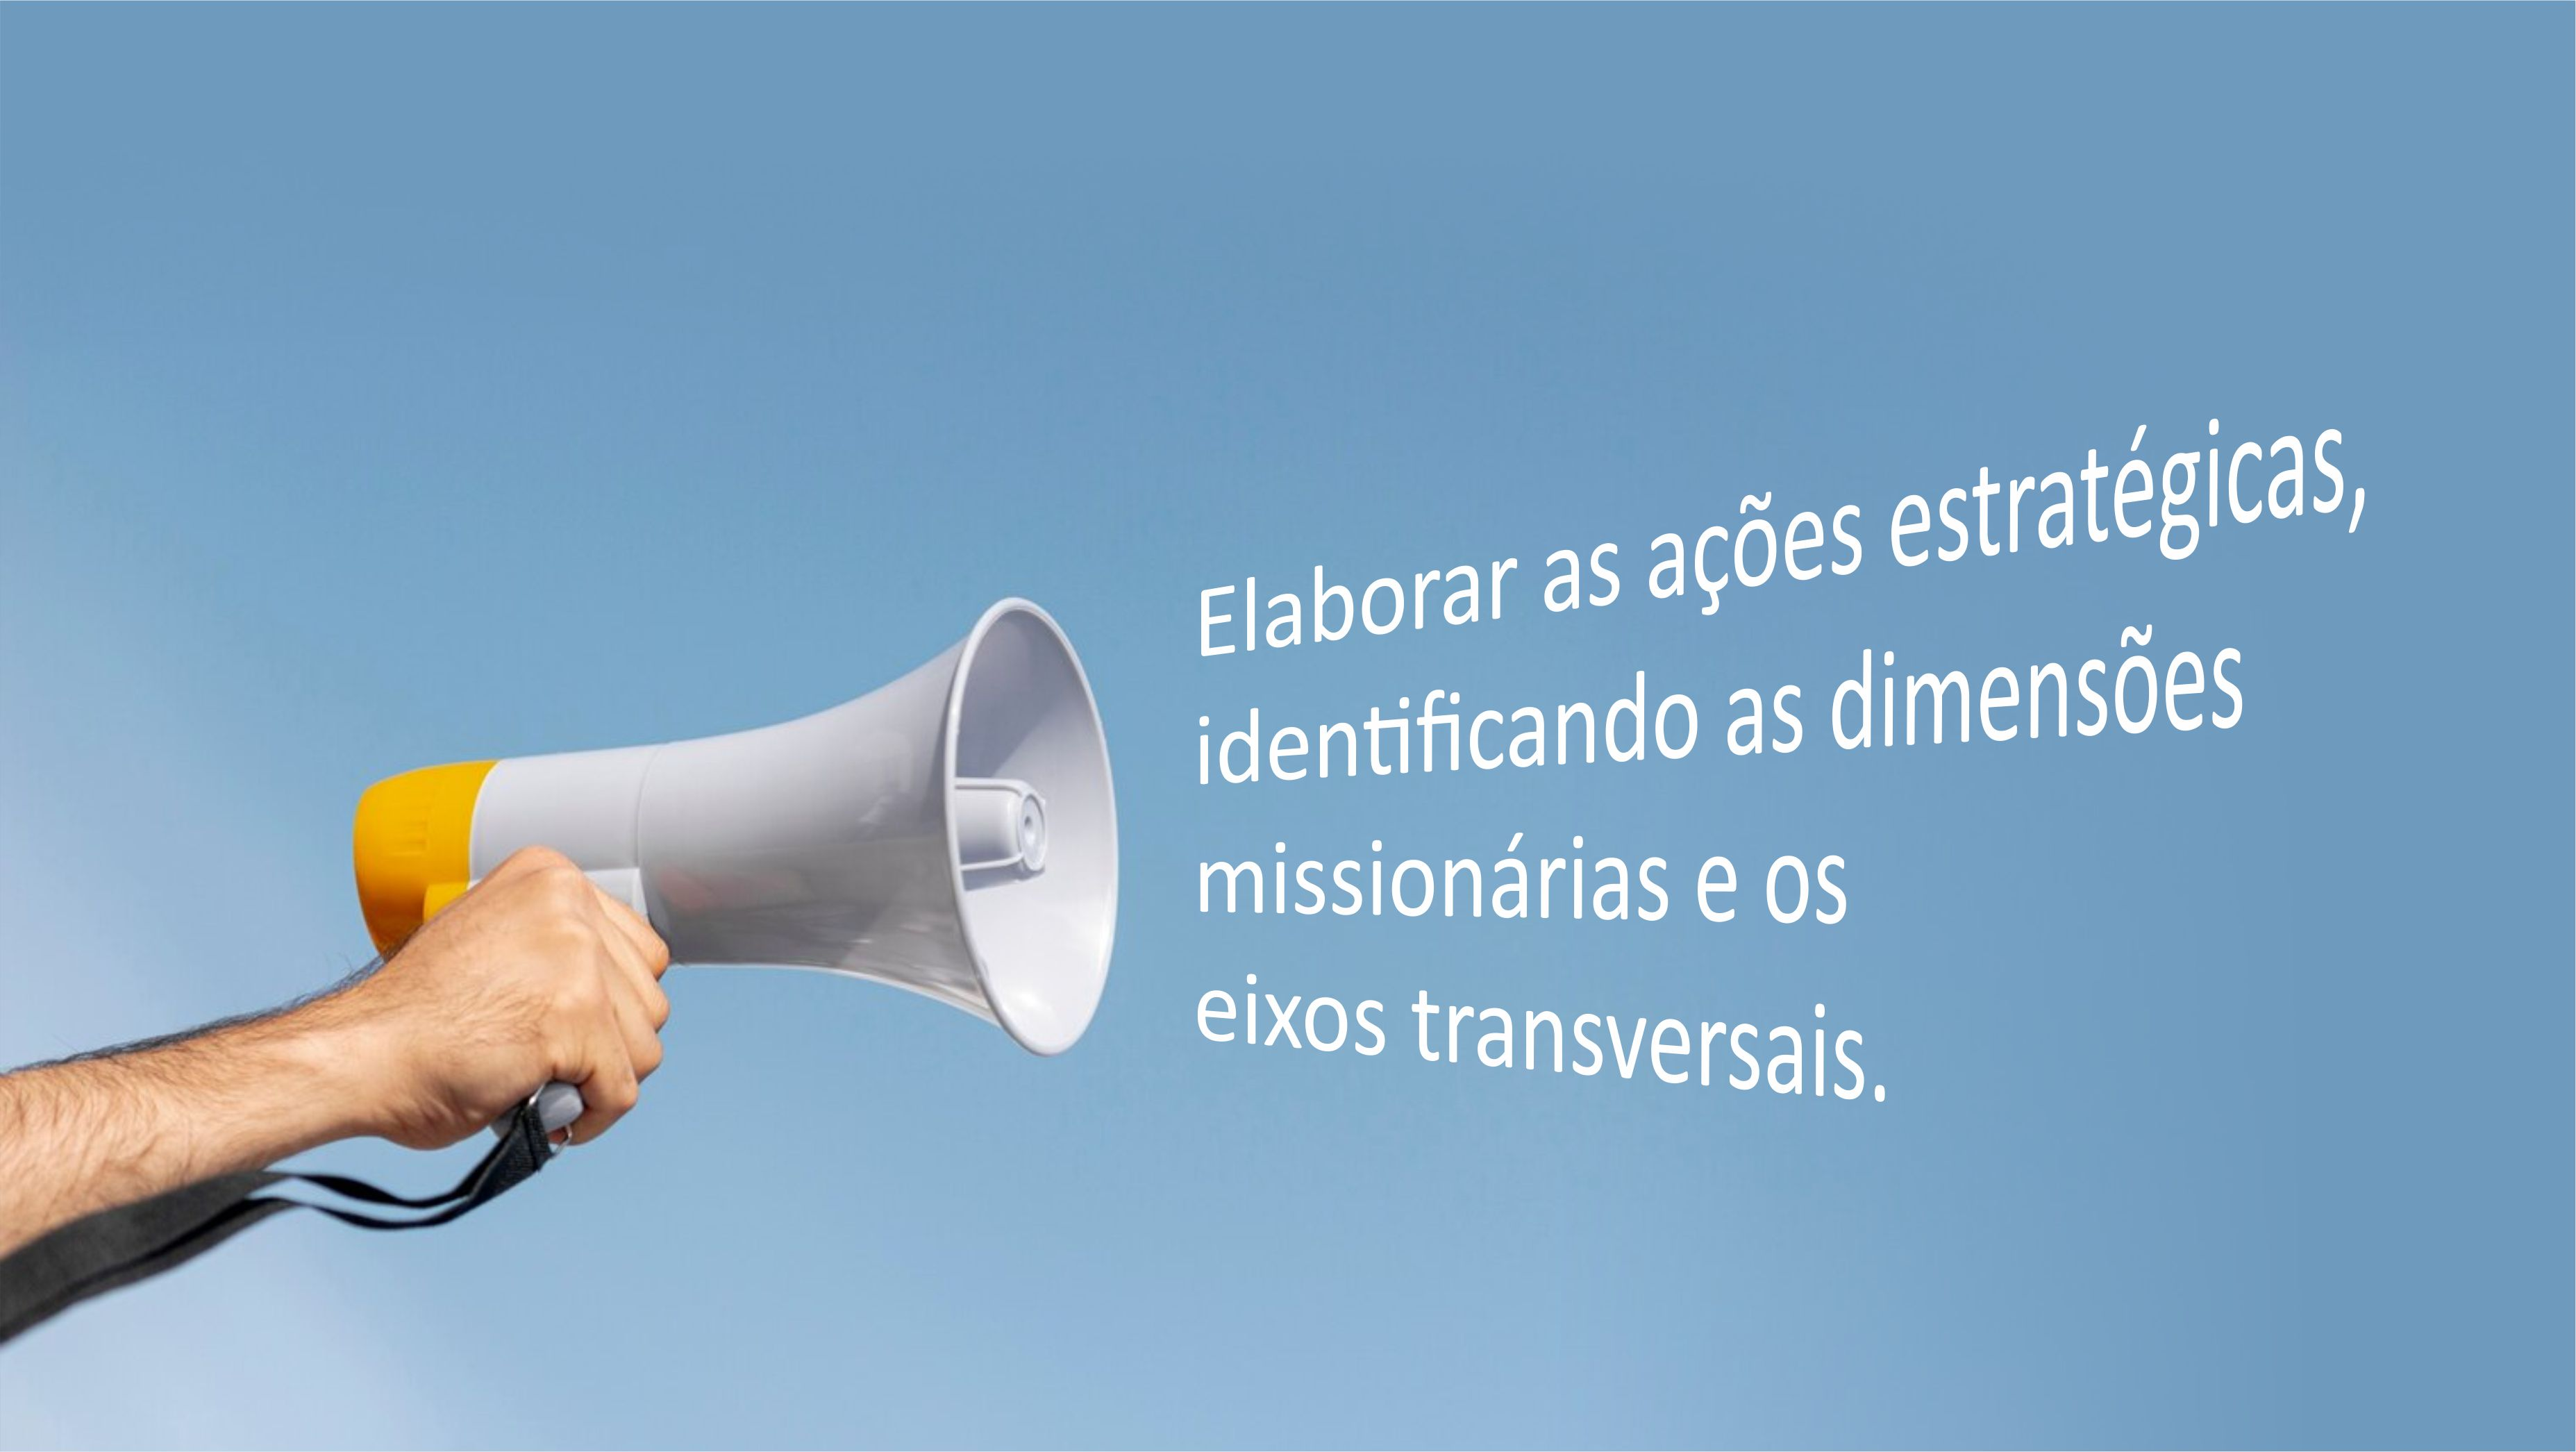 Elaborar as ações estratégicas,
identificando as dimensões
missionárias e os
eixos transversais.